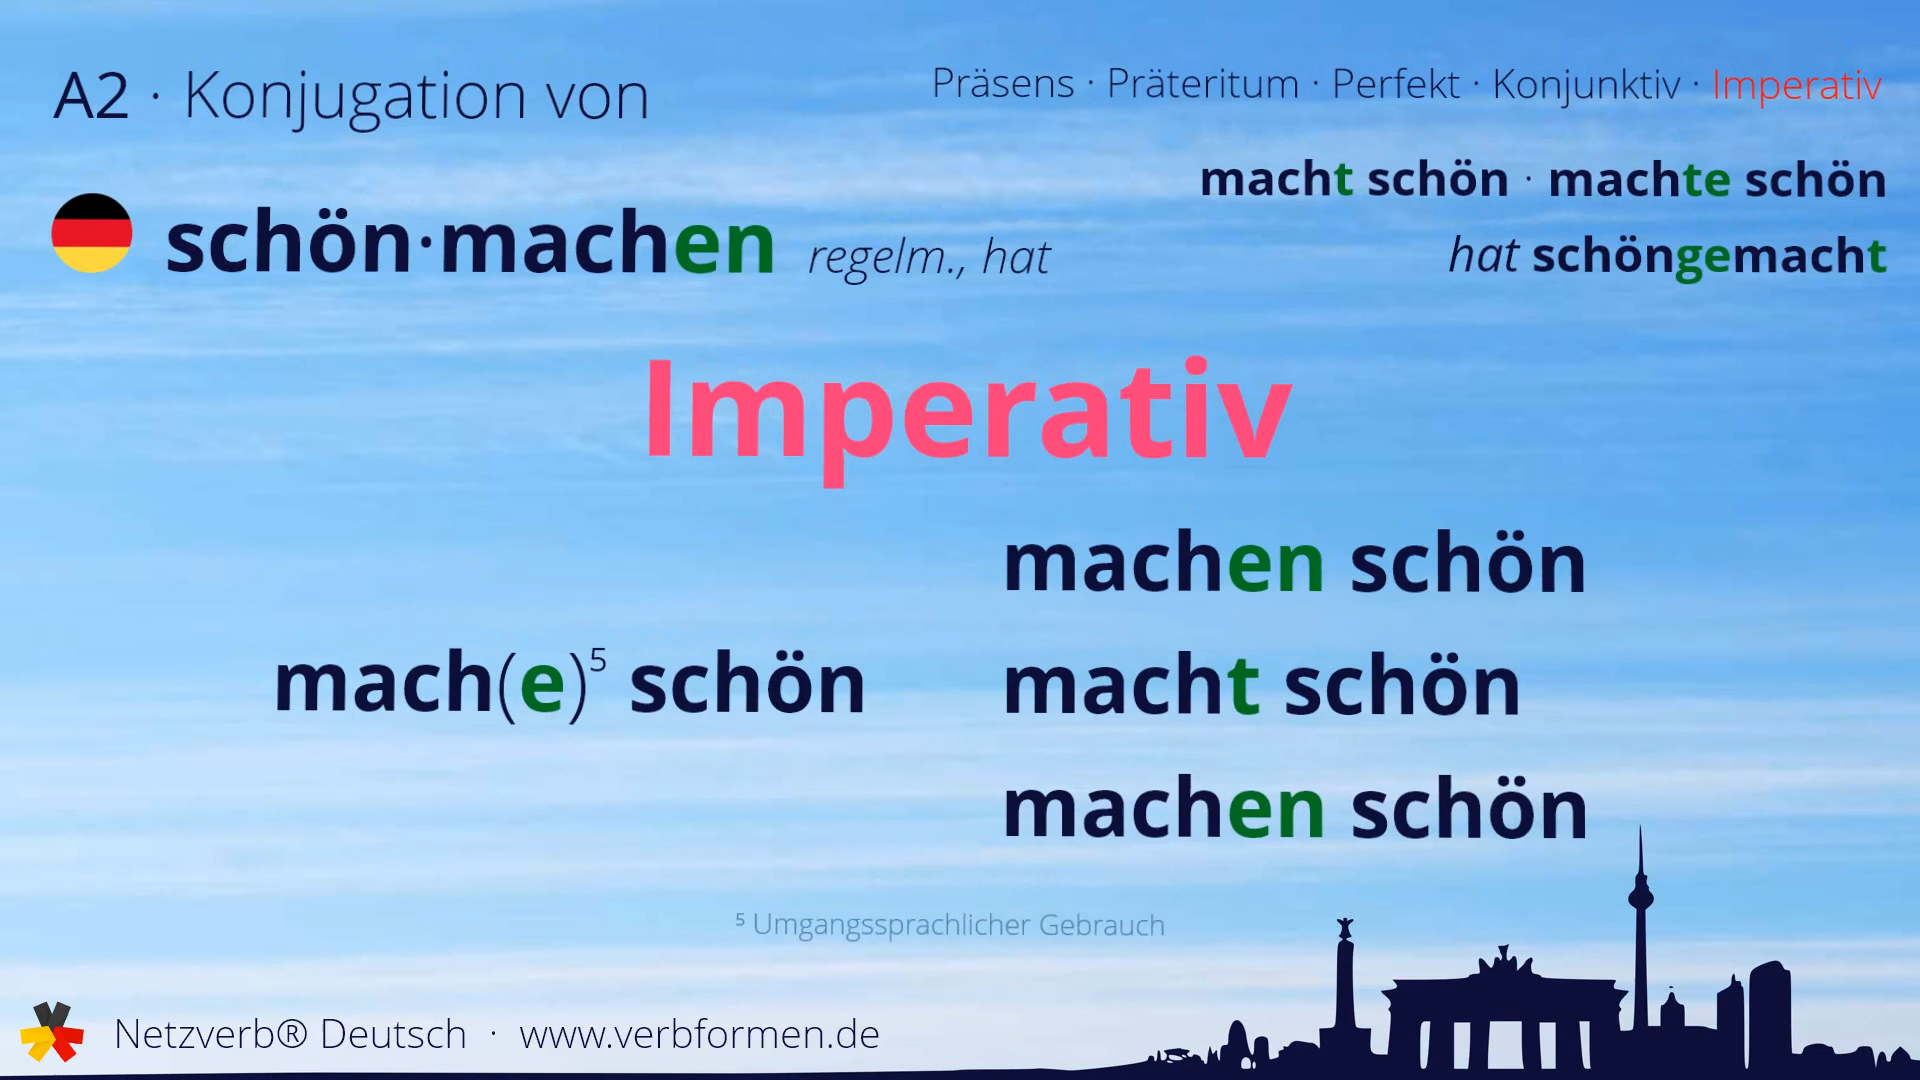 A2 · Konjugation von
Präsens · Präteritum · Perfekt · Konjunktiv · Imperativ
schön·machen regelm., hat
macht schön · machte schön
hat schöngemacht
Imperativ
machen schön
mach(e)⁵ schön
macht schön
machen schön
⁵ Umgangssprachlicher Gebrauch
Netzverb® Deutsch · www.verbformen.de